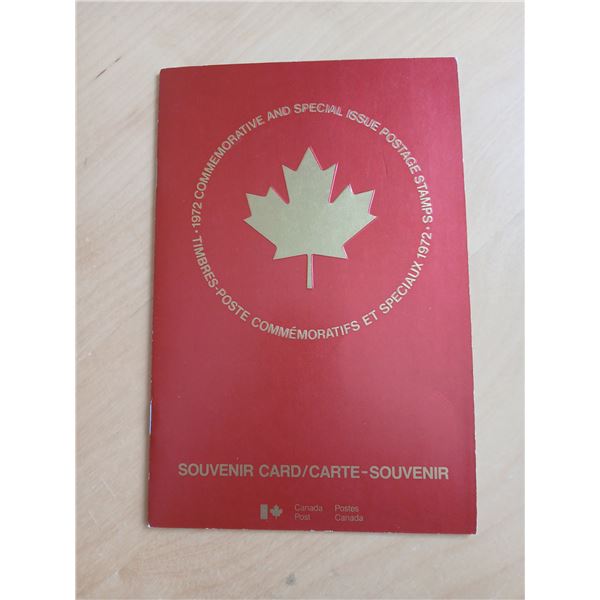 · 1972 COMMEMORATIVE AND SPECIAL ISSUE POSTAGE STAMPS ·
TIMBRES-POSTE COMMÉMORATIFS ET SPECIAUX 1972
SOUVENIR CARD/CARTE-SOUVENIR
Canada Postes
Post Canada